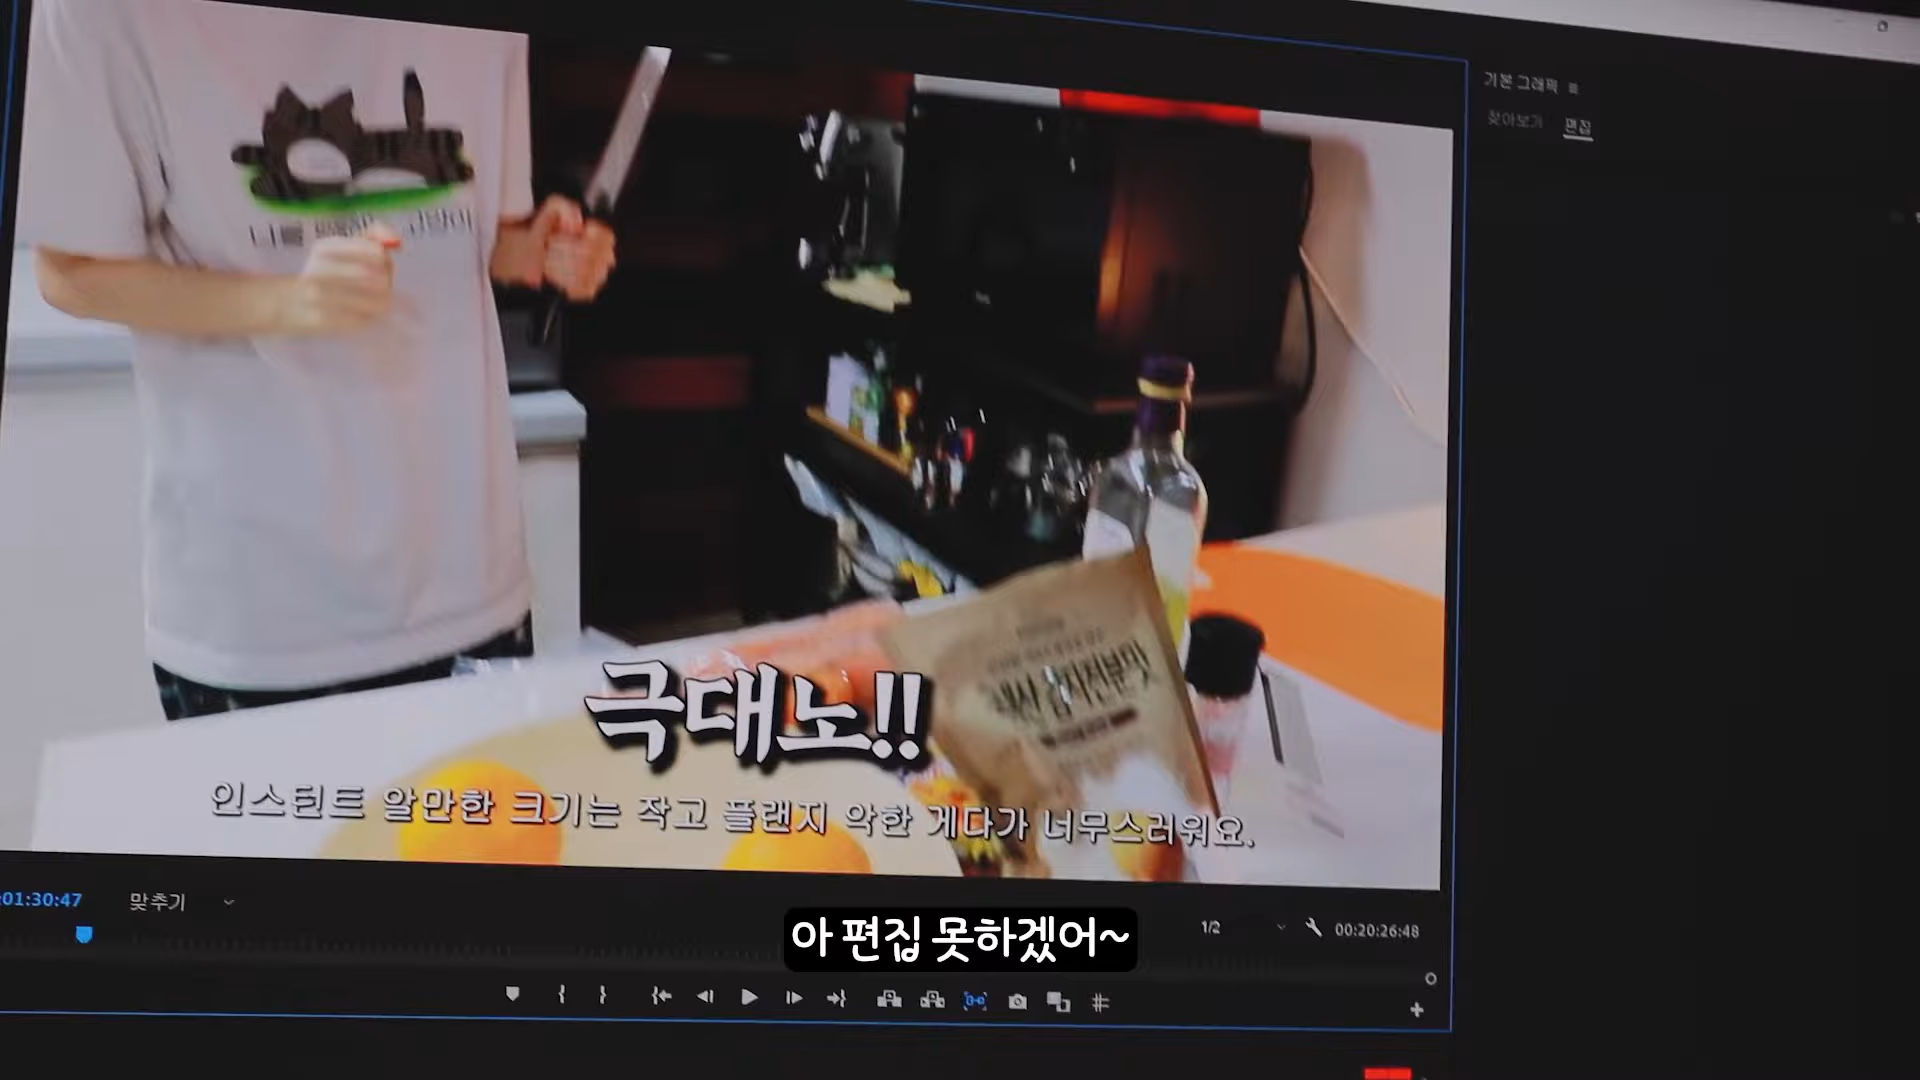 기본 그래픽
찾아보기 편집
극대노!!
인스턴트 알만한 크기는 작고 플랜지 악한 게다가 너무스러워요.
01:30:47
맞추기
1/2
00:20:26:48
아 편집 못하겠어~